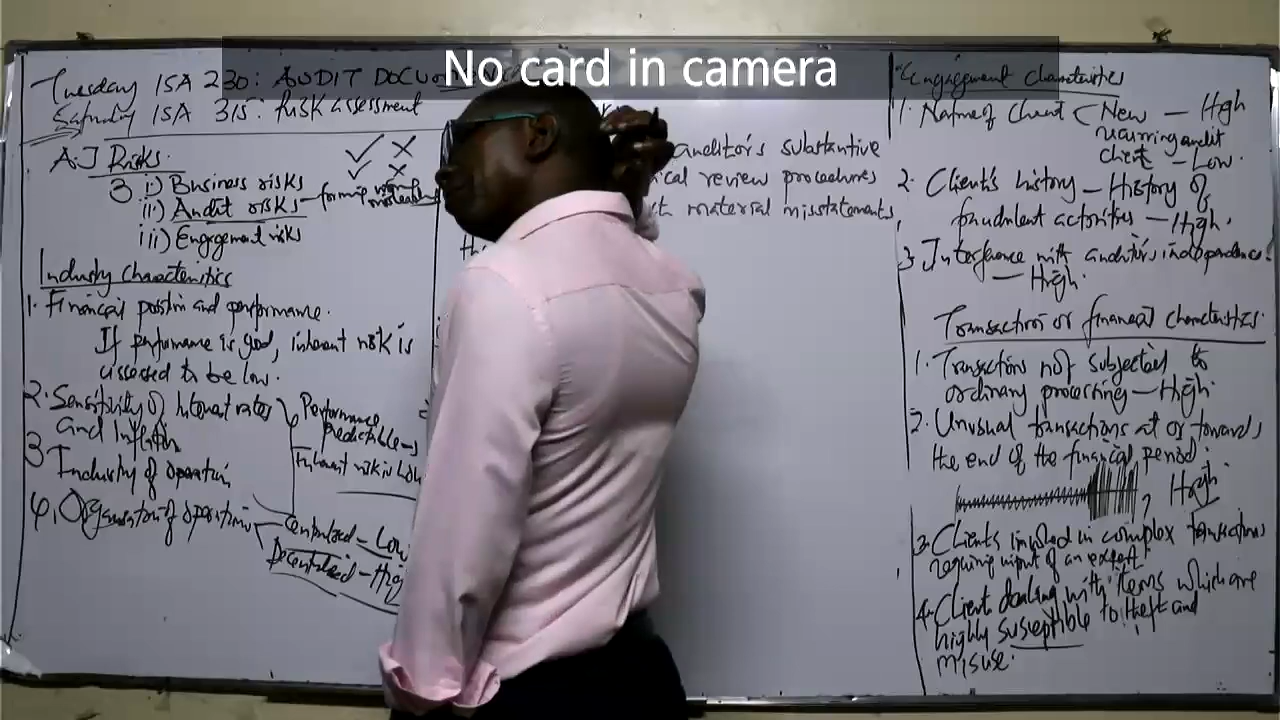 No card in camera
Tuesday ISA 230: AUDIT
Saturday ISA 315: RISK ASSESSMENT
A.] Risks.
3 i) Business risks
ii) Audit risks
iii) Engagement risks
Industry characteristics
1. Financial position and performance.
If performance is good, inherent risk is
assessed to be low.
2. Sensitivity of Interest rates
and Inflation
Performance
predictable
Inherent risk is Low
3 Industry of operation
4. Organisation of operations
Centralised - Low
Decentralised - High
auditor's substantive
ical review procedures
material misstatements
Engagement characteristics
1. Name of Client < New - High
recurring audit
client - Low.
2. Client's history - History of
fraudulent activities - High.
3. Interference with auditors independence
- High.
Transaction or financial characteristics.
1. Transactions not subjected to
ordinary processing - High.
2. Unusual transactions at or towards
the end of the financial period.
High
3. Clients involved in complex transactions
requiring input of an expert.
4. Client dealing with items which are
highly susceptible to theft and
misuse.